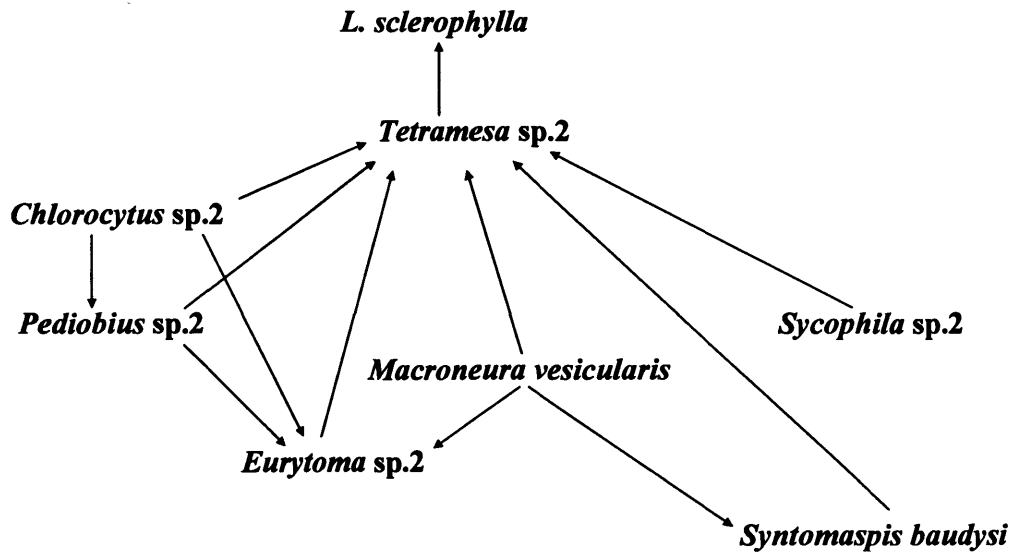 L. sclerophylla
Tetramesa sp.2
Chlorocytus sp.2
Pediobius sp.2
Sycophila sp.2
Macroneura vesicularis
Eurytoma sp.2
Syntomaspis baudysi